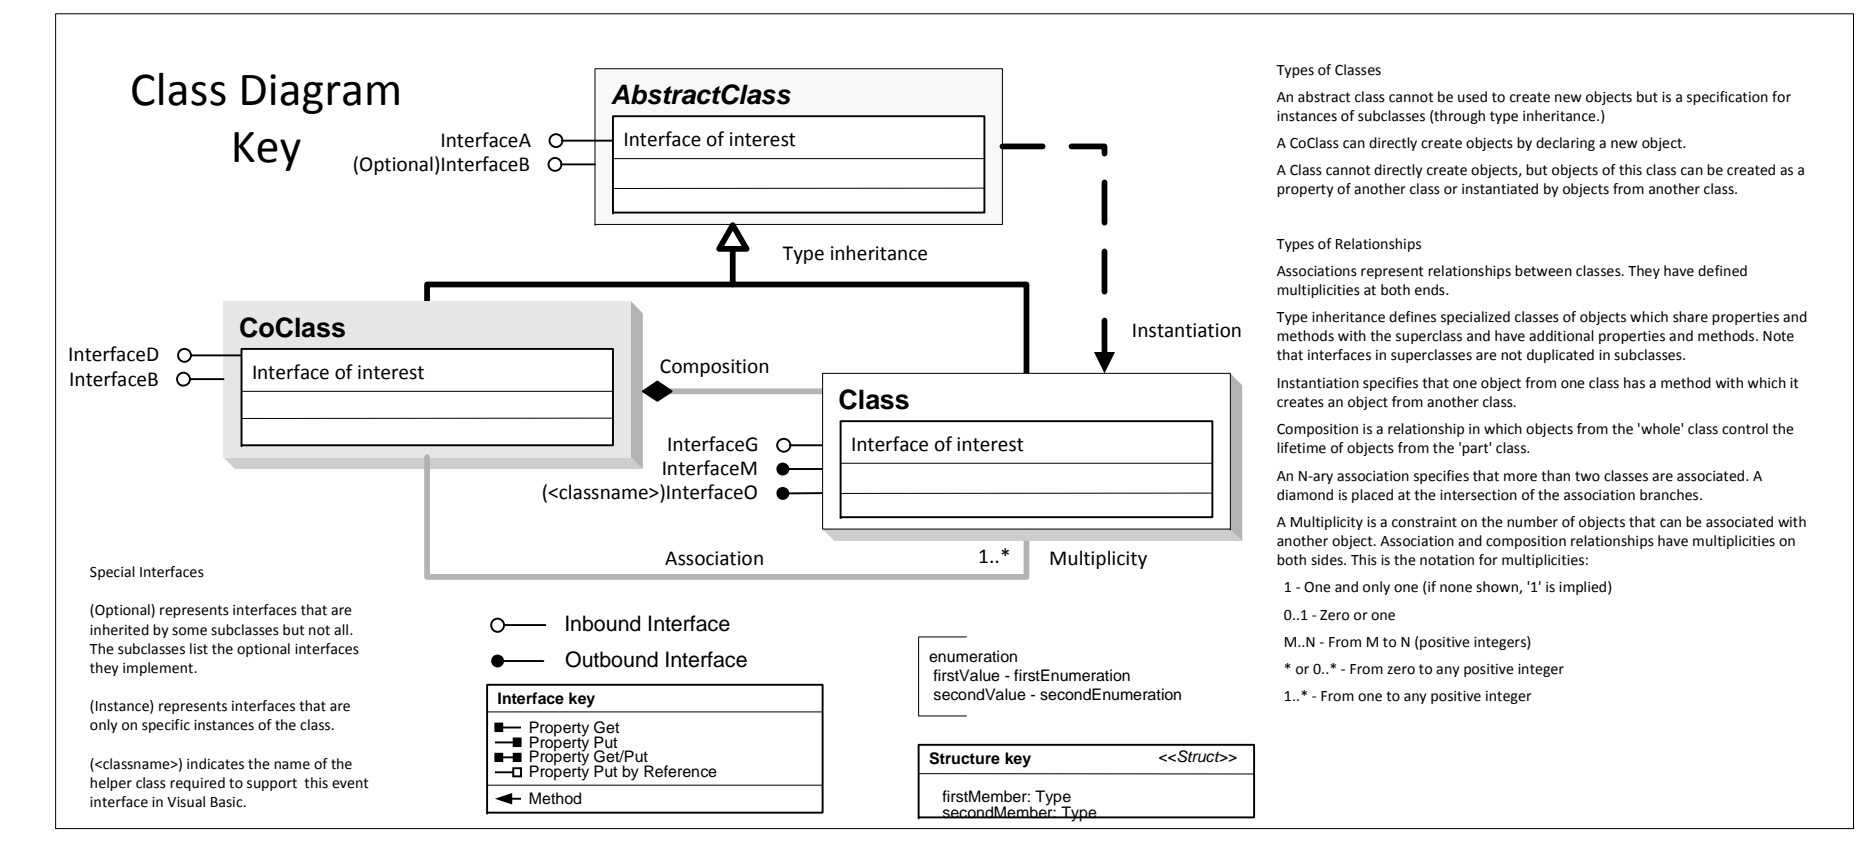 Class Diagram
Key
AbstractClass
Interface of interest
InterfaceA
(Optional)InterfaceB
Type inheritance
CoClass
Interface of interest
InterfaceD
InterfaceB
Composition
Instantiation
Class
Interface of interest
InterfaceG
InterfaceM
(<classname>)InterfaceO
Association
1..*
Multiplicity
Special Interfaces
(Optional) represents interfaces that are
inherited by some subclasses but not all.
The subclasses list the optional interfaces
they implement.
(Instance) represents interfaces that are
only on specific instances of the class.
(<classname>) indicates the name of the
helper class required to support  this event
interface in Visual Basic.
Inbound Interface
Outbound Interface
Interface key
Property Get
Property Put
Property Get/Put
Property Put by Reference
Method
enumeration
firstValue - firstEnumeration
secondValue - secondEnumeration
Structure key <<Struct>>
firstMember: Type
secondMember: Type
Types of Classes
An abstract class cannot be used to create new objects but is a specification for
instances of subclasses (through type inheritance.)
A CoClass can directly create objects by declaring a new object.
A Class cannot directly create objects, but objects of this class can be created as a
property of another class or instantiated by objects from another class.
Types of Relationships
Associations represent relationships between classes. They have defined
multiplicities at both ends.
Type inheritance defines specialized classes of objects which share properties and
methods with the superclass and have additional properties and methods. Note
that interfaces in superclasses are not duplicated in subclasses.
Instantiation specifies that one object from one class has a method with which it
creates an object from another class.
Composition is a relationship in which objects from the 'whole' class control the
lifetime of objects from the 'part' class.
An N-ary association specifies that more than two classes are associated. A
diamond is placed at the intersection of the association branches.
A Multiplicity is a constraint on the number of objects that can be associated with
another object. Association and composition relationships have multiplicities on
both sides. This is the notation for multiplicities:
1 - One and only one (if none shown, '1' is implied)
0..1 - Zero or one
M..N - From M to N (positive integers)
* or 0..* - From zero to any positive integer
1..* - From one to any positive integer